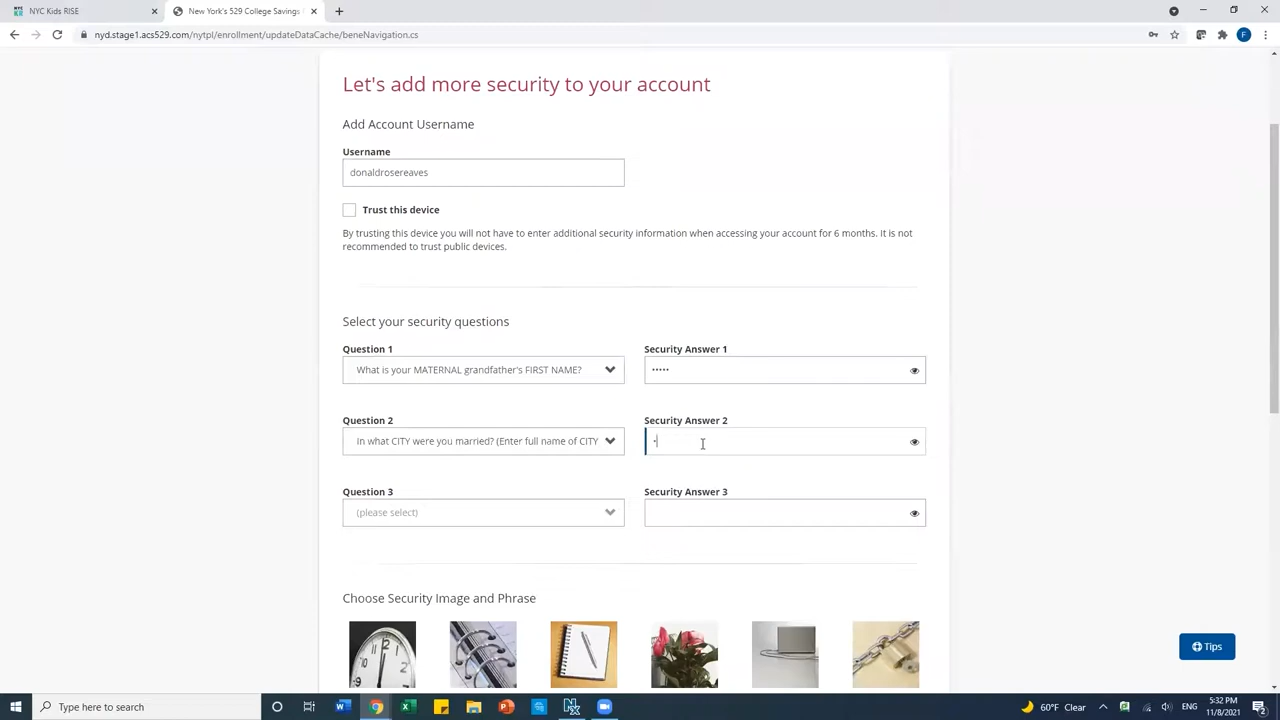 NYC Kids RISE
New York's 529 College Savings
nyd.stage1.acs529.com/nytpl/enrollment/updateDataCache/beneNavigation.cs
F
Let's add more security to your account
Add Account Username
Username
donaldrosereaves
Trust this device
By trusting this device you will not have to enter additional security information when accessing your account for 6 months. It is not
recommended to trust public devices.
Select your security questions
Question 1
Security Answer 1
What is your MATERNAL grandfather's FIRST NAME?
•••••
Question 2
Security Answer 2
In what CITY were you married? (Enter full name of CITY
•
Question 3
Security Answer 3
(please select)
Choose Security Image and Phrase
Tips
Type here to search
60°F Clear
ENG
5:32 PM
11/8/2021
2